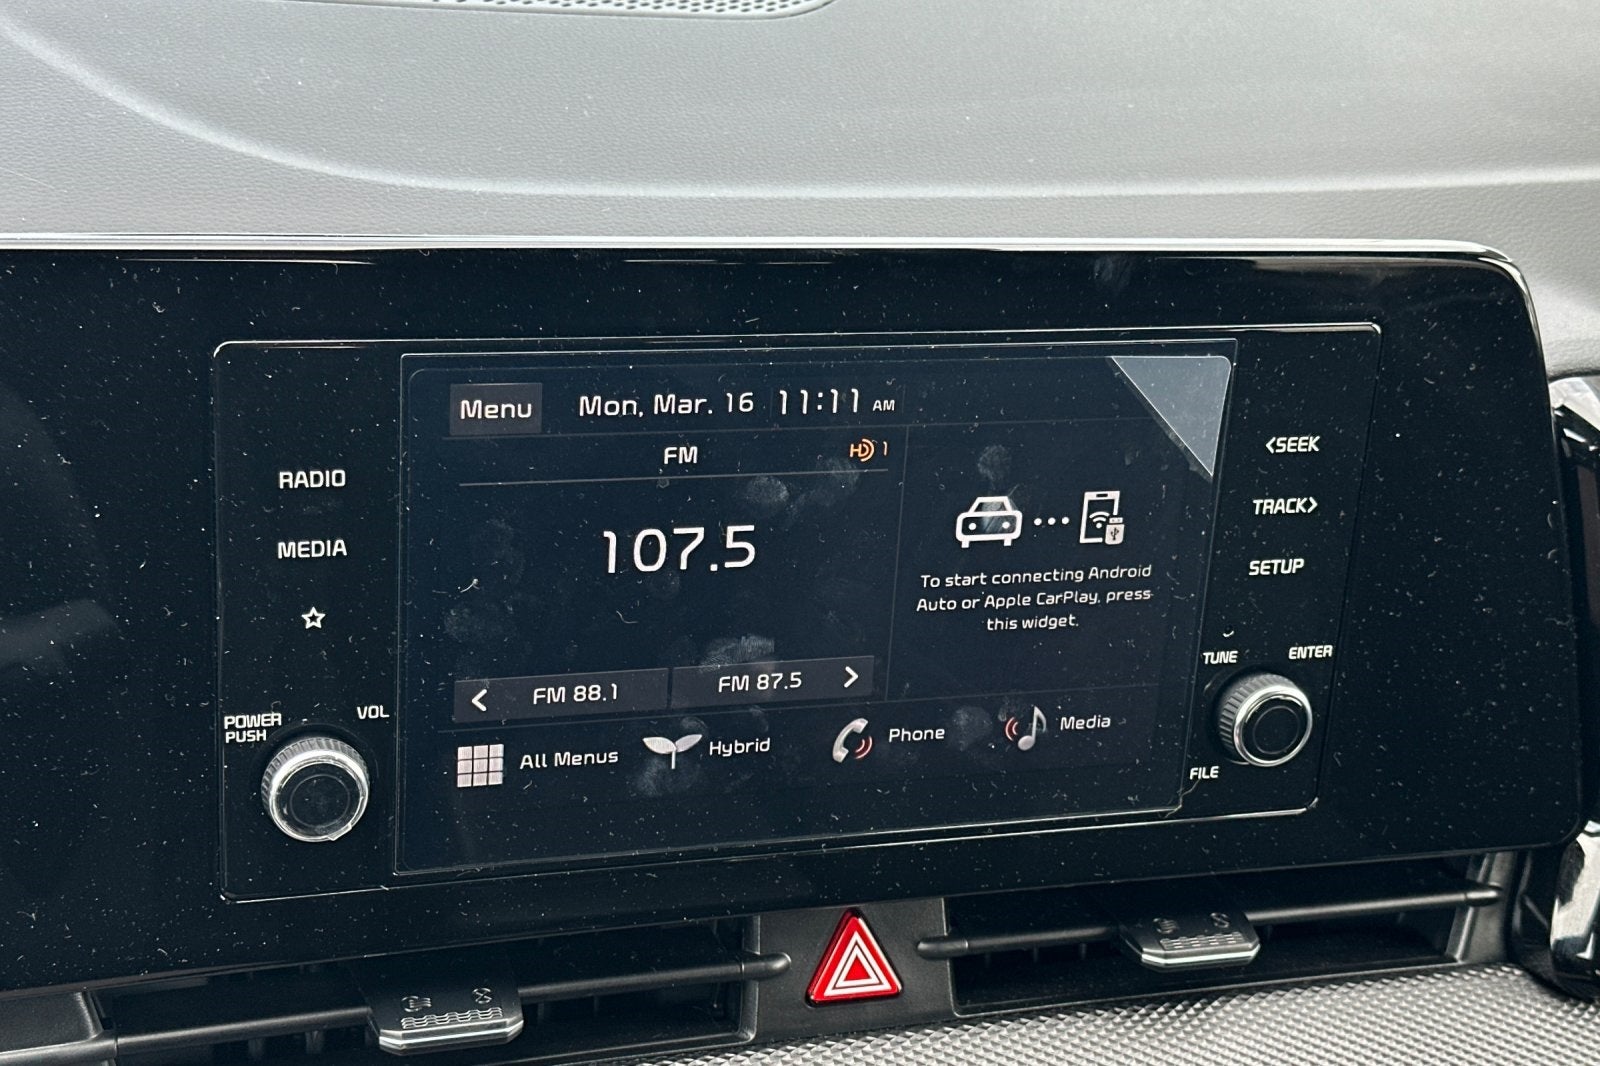 Menu Mon, Mar. 16 11:11 AM
FM HD 1
107.5
FM 88.1 FM 87.5
All Menus Hybrid Phone Media
To start connecting Android
Auto or Apple CarPlay, press
this widget.
RADIO
MEDIA
POWER
PUSH
VOL
<SEEK
TRACK>
SETUP
TUNE
ENTER
FILE